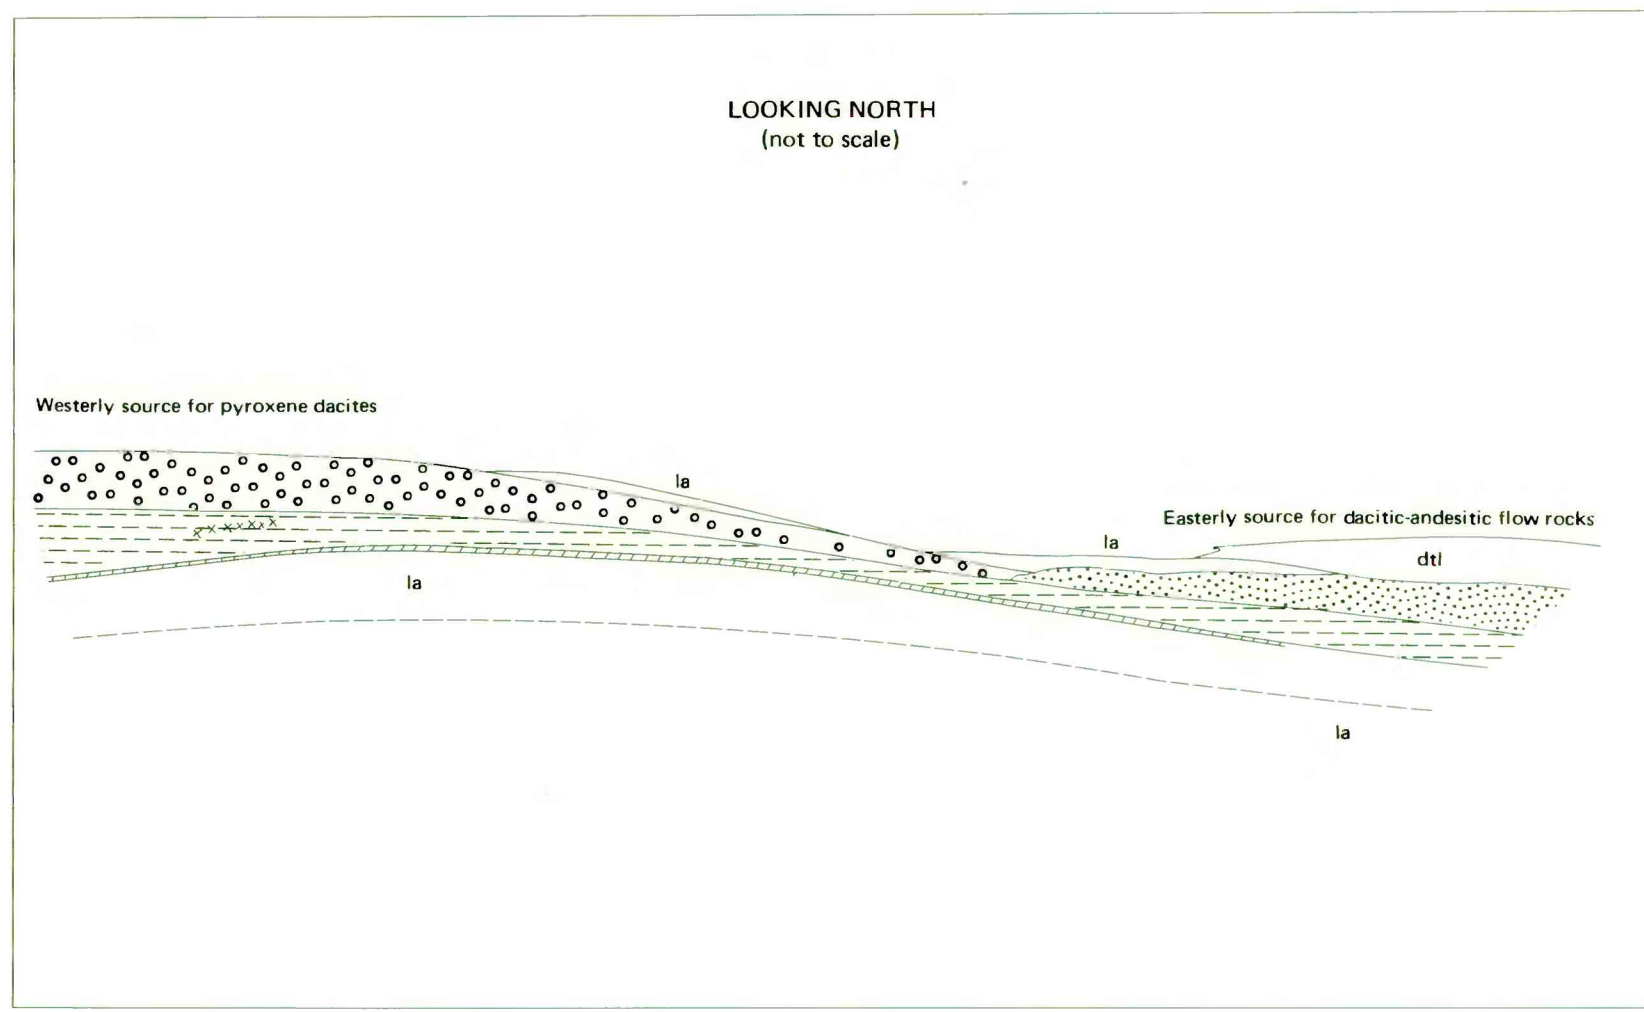 LOOKING NORTH
(not to scale)
Westerly source for pyroxene dacites
la
Easterly source for dacitic-andesitic flow rocks
la
dtl
la
la